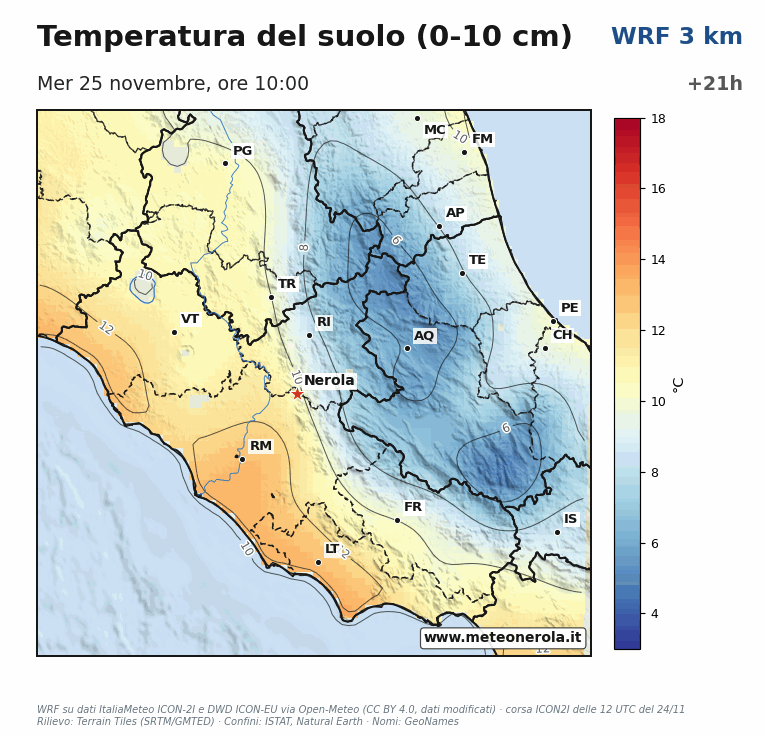 Temperatura del suolo (0-10 cm)
WRF 3 km
Mer 25 novembre, ore 10:00
+21h
MC
FM
PG
AP
TE
TR
PE
CH
VT
RI
AQ
Nerola
RM
FR
IS
LT
10
8
6
10
12
10
6
10
12
12
www.meteonerola.it
18
16
14
12
10
8
6
4
°C
WRF su dati ItaliaMeteo ICON-2I e DWD ICON-EU via Open-Meteo (CC BY 4.0, dati modificati) · corsa ICON2I delle 12 UTC del 24/11
Rilievo: Terrain Tiles (SRTM/GMTED) · Confini: ISTAT, Natural Earth · Nomi: GeoNames